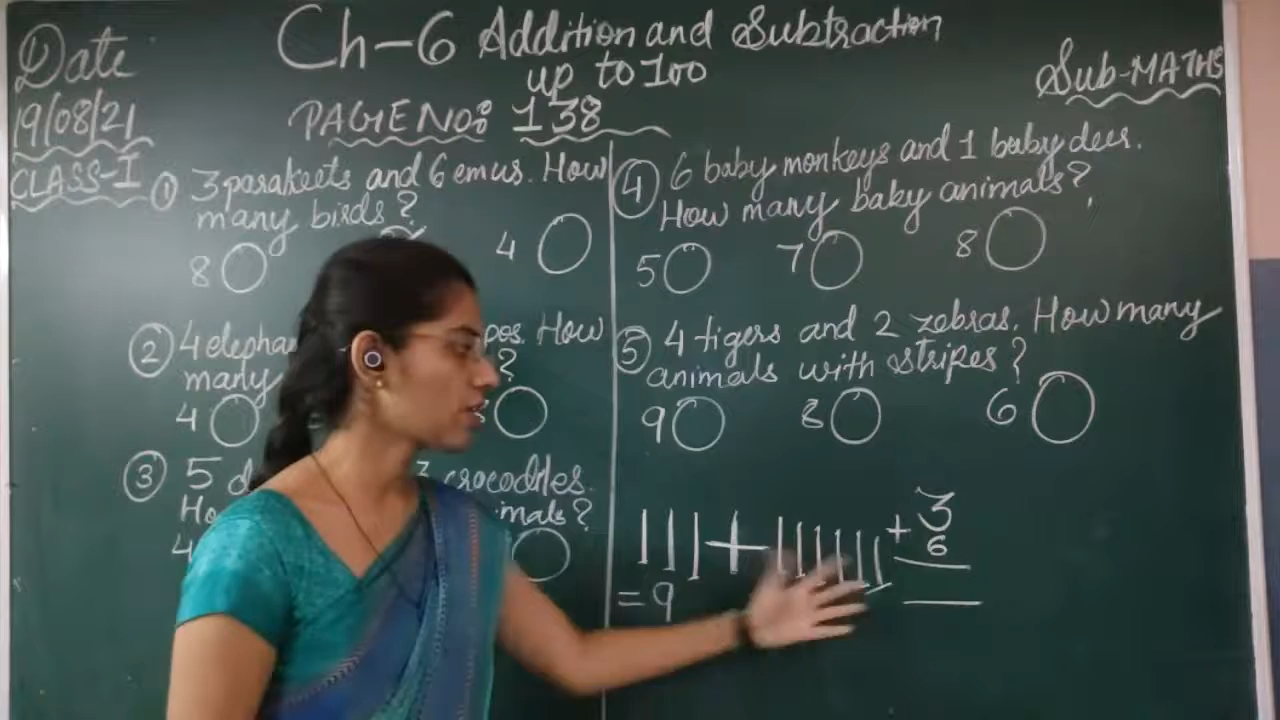 Date
19/08/21
CLASS-I
Ch-6 Addition and Subtraction
up to 100
PAGE NO: 138
Sub-MATHS
① 3 parakeets and 6 emus. How
many birds?
8 4
② 4 How
many ?
4
③ 5 3 crocodiles.
?
4
④ 6 baby monkeys and 1 baby deer.
How many baby animals?
5 7 8
⑤ 4 tigers and 2 zebras. How many
animals with stripes?
9 8 6
||| + ||||||
= 9
3
+ 6